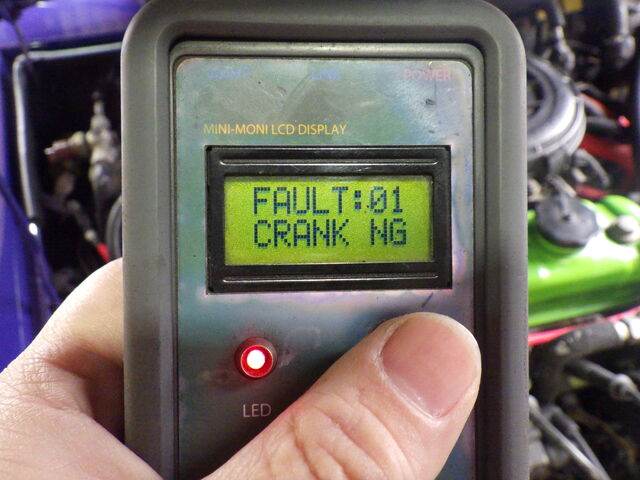 POWER
MINI-MONI LCD DISPLAY
FAULT:01
CRANK NG
LED